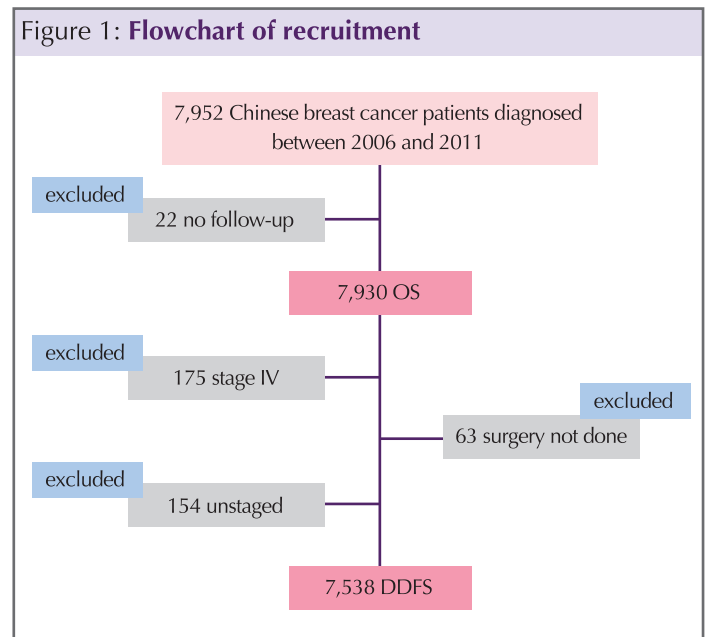 Figure 1: Flowchart of recruitment
7,952 Chinese breast cancer patients diagnosed
between 2006 and 2011
excluded
22 no follow-up
7,930 OS
excluded
175 stage IV
excluded
63 surgery not done
excluded
154 unstaged
7,538 DDFS